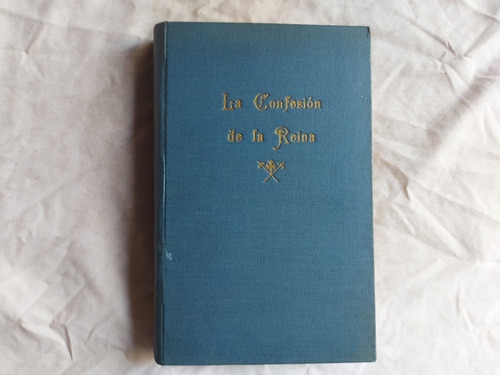 La Confesión
de la Reina